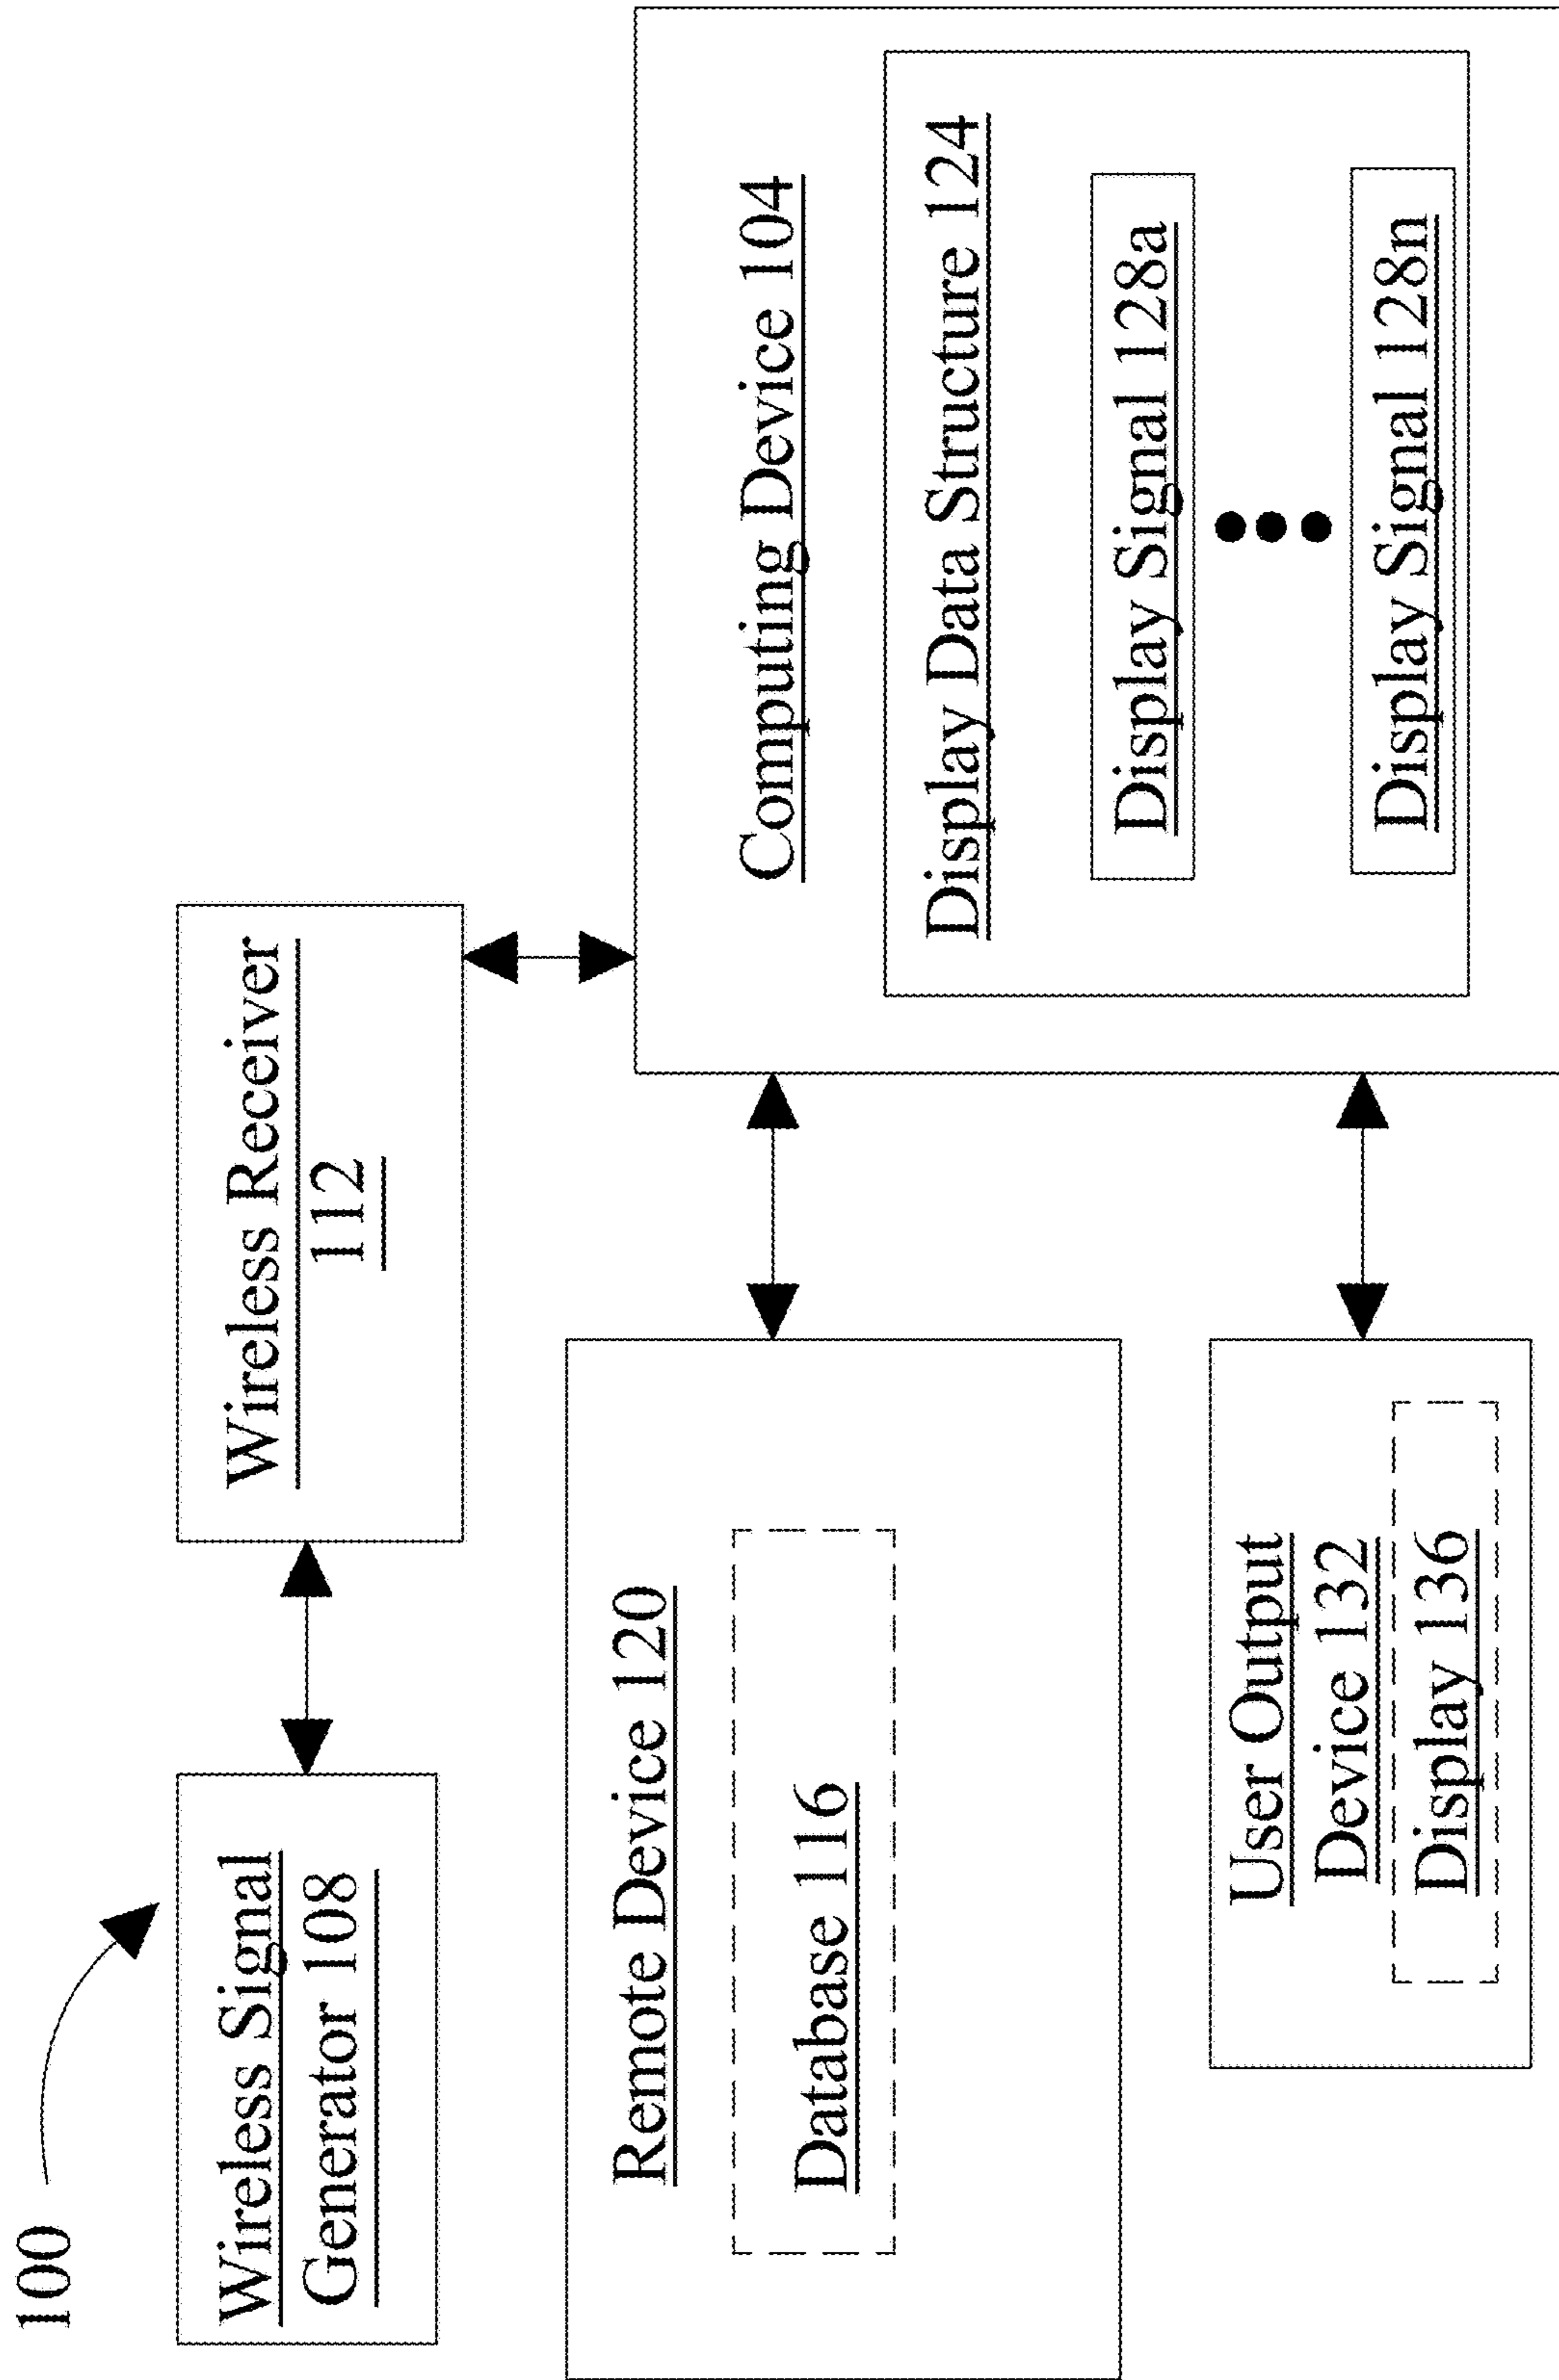 100
Wireless Signal
Generator 108
Wireless Receiver
112
Remote Device 120
Database 116
Computing Device 104
Display Data Structure 124
Display Signal 128a
Display Signal 128n
User Output
Device 132
Display 136